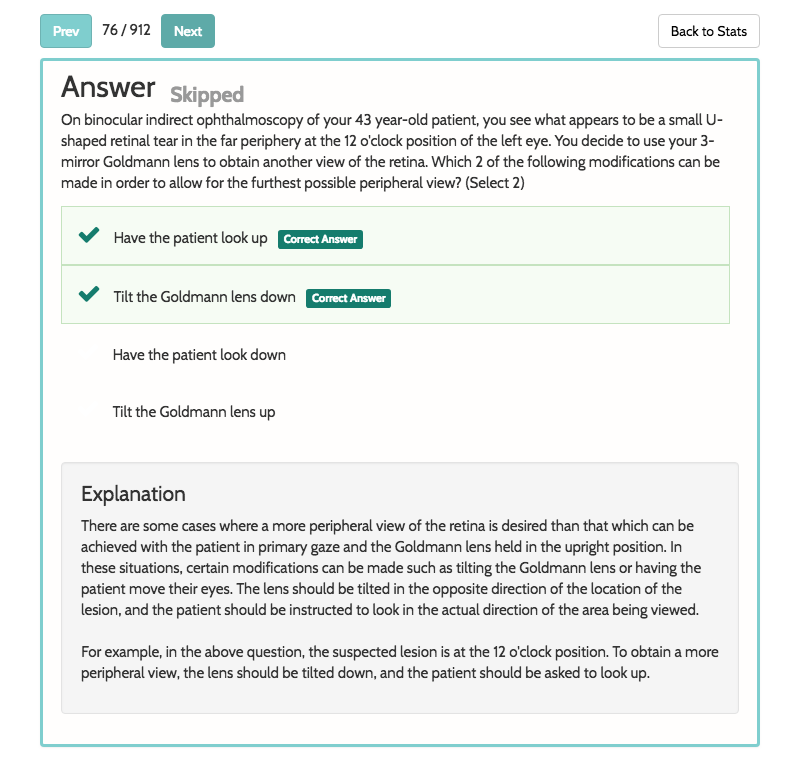 Prev 76 / 912 Next Back to Stats
Answer Skipped
On binocular indirect ophthalmoscopy of your 43 year-old patient, you see what appears to be a small U-
shaped retinal tear in the far periphery at the 12 o'clock position of the left eye. You decide to use your 3-
mirror Goldmann lens to obtain another view of the retina. Which 2 of the following modifications can be
made in order to allow for the furthest possible peripheral view? (Select 2)
Have the patient look up Correct Answer
Tilt the Goldmann lens down Correct Answer
Have the patient look down
Tilt the Goldmann lens up
Explanation
There are some cases where a more peripheral view of the retina is desired than that which can be
achieved with the patient in primary gaze and the Goldmann lens held in the upright position. In
these situations, certain modifications can be made such as tilting the Goldmann lens or having the
patient move their eyes. The lens should be tilted in the opposite direction of the location of the
lesion, and the patient should be instructed to look in the actual direction of the area being viewed.
For example, in the above question, the suspected lesion is at the 12 o'clock position. To obtain a more
peripheral view, the lens should be tilted down, and the patient should be asked to look up.